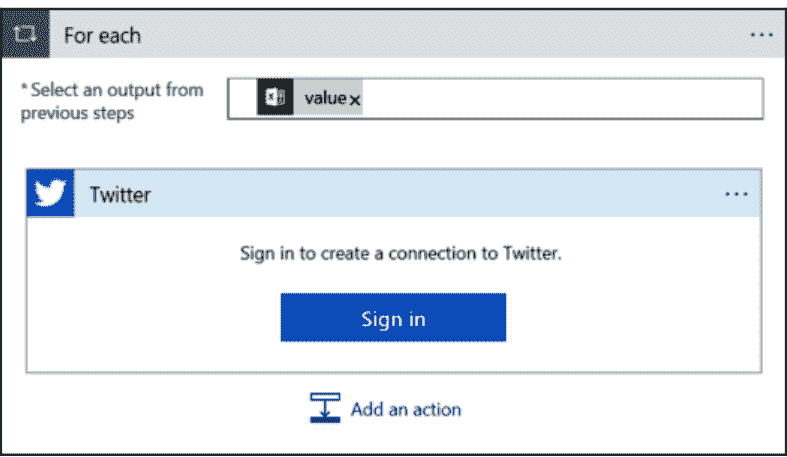 For each
* Select an output from
previous steps
value x
Twitter
Sign in to create a connection to Twitter.
Sign in
Add an action